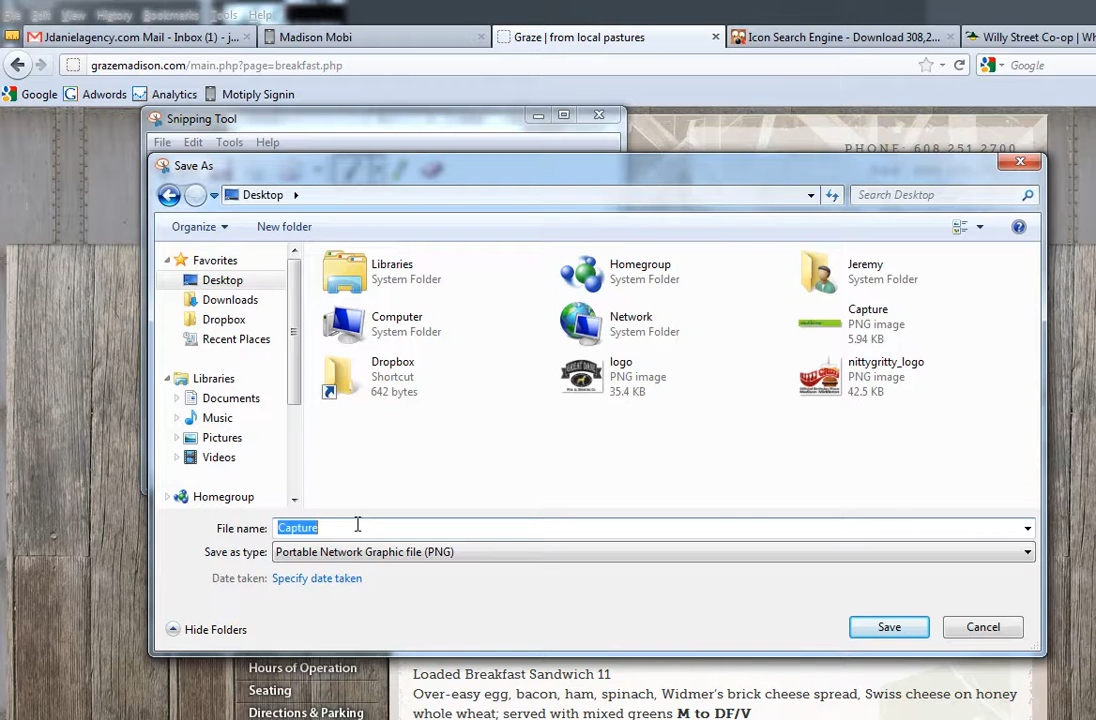 File Edit View History Bookmarks Tools Help
Jdanielagency.com Mail - Inbox (1) - j... Madison Mobi Graze | from local pastures Icon Search Engine - Download 308,2... Willy Street Co-op | Wh
grazemadison.com/main.php?page=breakfast.php Google
Google Adwords Analytics Motiply Signin
Snipping Tool
File Edit Tools Help
PHONE: 608.251.2700
Save As
Desktop Search Desktop
Organize New folder
Favorites
Desktop
Downloads
Dropbox
Recent Places
Libraries
Documents
Music
Pictures
Videos
Homegroup
Libraries
System Folder
Homegroup
System Folder
Jeremy
System Folder
Computer
System Folder
Network
System Folder
Capture
PNG image
5.94 KB
Dropbox
Shortcut
642 bytes
logo
PNG image
35.4 KB
nittygritty_logo
PNG image
42.5 KB
File name: Capture
Save as type: Portable Network Graphic file (PNG)
Date taken: Specify date taken
Hide Folders Save Cancel
Hours of Operation
Seating
Directions & Parking
Loaded Breakfast Sandwich 11
Over-easy egg, bacon, ham, spinach, Widmer's brick cheese spread, Swiss cheese on honey
whole wheat; served with mixed greens M to DF/V